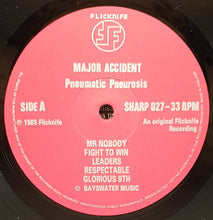 FLICKNIFE
MAJOR ACCIDENT
Pneumatic Pneurosis
SIDE A
SHARP 027-33 RPM
℗ 1985 Flicknife
An original Flicknife
Recording
MR NOBODY
FIGHT TO WIN
LEADERS
RESPECTABLE
GLORIOUS 9TH
© BAYSWATER MUSIC